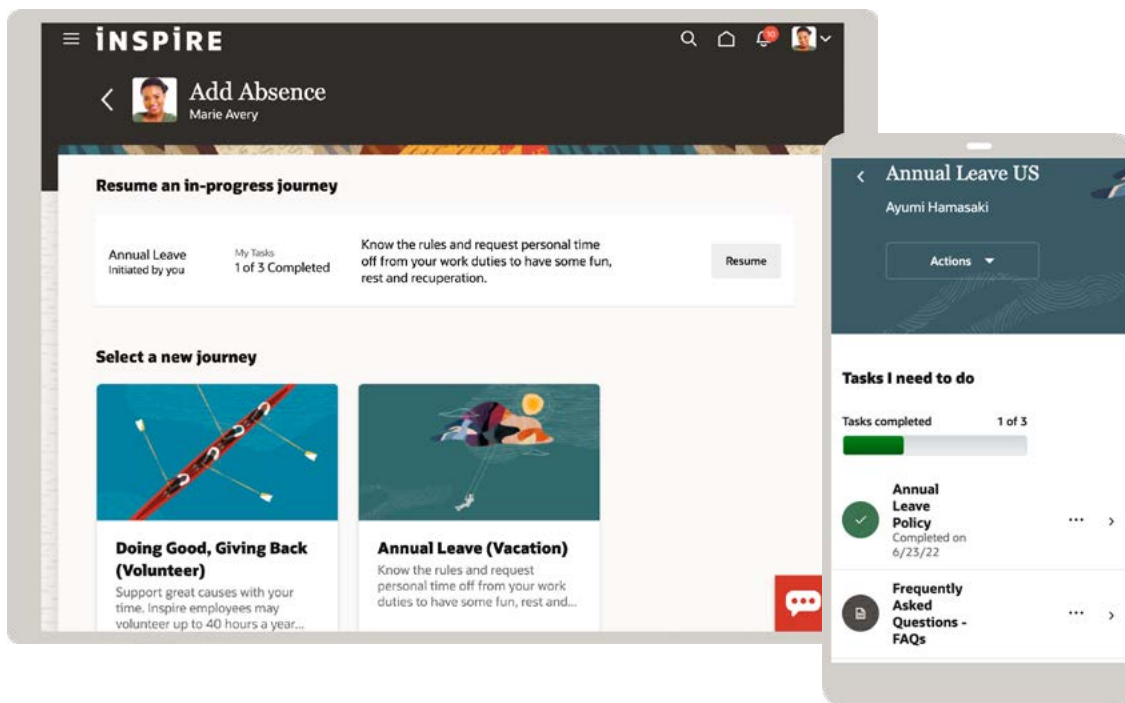 iNSPiRE
10
Add Absence
Marie Avery
Resume an in-progress journey
Annual Leave
Initiated by you
My Tasks
1 of 3 Completed
Know the rules and request personal time
off from your work duties to have some fun,
rest and recuperation.
Resume
Select a new journey
Doing Good, Giving Back
(Volunteer)
Support great causes with your
time. Inspire employees may
volunteer up to 40 hours a year...
Annual Leave (Vacation)
Know the rules and request
personal time off from your work
duties to have some fun, rest and...
Annual Leave US
Ayumi Hamasaki
Actions
Tasks I need to do
Tasks completed 1 of 3
Annual
Leave
Policy
Completed on
6/23/22
Frequently
Asked
Questions -
FAQs